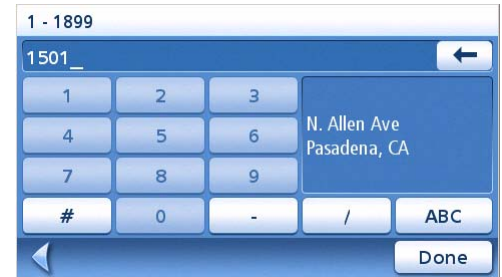 1 - 1899
1501_
1 2 3
N. Allen Ave
4 5 6
Pasadena, CA
7 8 9
# 0 - / ABC
Done